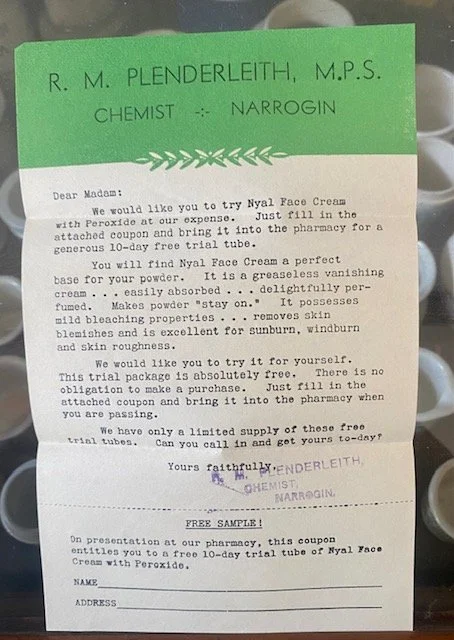 R. M. PLENDERLEITH, M.P.S.
CHEMIST -:- NARROGIN
Dear Madam:
We would like you to try Nyal Face Cream
with Peroxide at our expense. Just fill in the
attached coupon and bring it into the pharmacy for a
generous 10-day free trial tube.
You will find Nyal Face Cream a perfect
base for your powder. It is a greaseless vanishing
cream . . . easily absorbed . . . delightfully per-
fumed. Makes powder "stay on." It possesses
mild bleaching properties . . . removes skin
blemishes and is excellent for sunburn, windburn
and skin roughness.
We would like you to try it for yourself.
This trial package is absolutely free. There is no
obligation to make a purchase. Just fill in the
attached coupon and bring it into the pharmacy when
you are passing.
We have only a limited supply of these free
trial tubes. Can you call in and get yours to-day?
Yours faithfully,
R. M. PLENDERLEITH,
CHEMIST,
NARROGIN.
FREE SAMPLE!
On presentation at our pharmacy, this coupon
entitles you to a free 10-day trial tube of Nyal Face
Cream with Peroxide.
NAME
ADDRESS